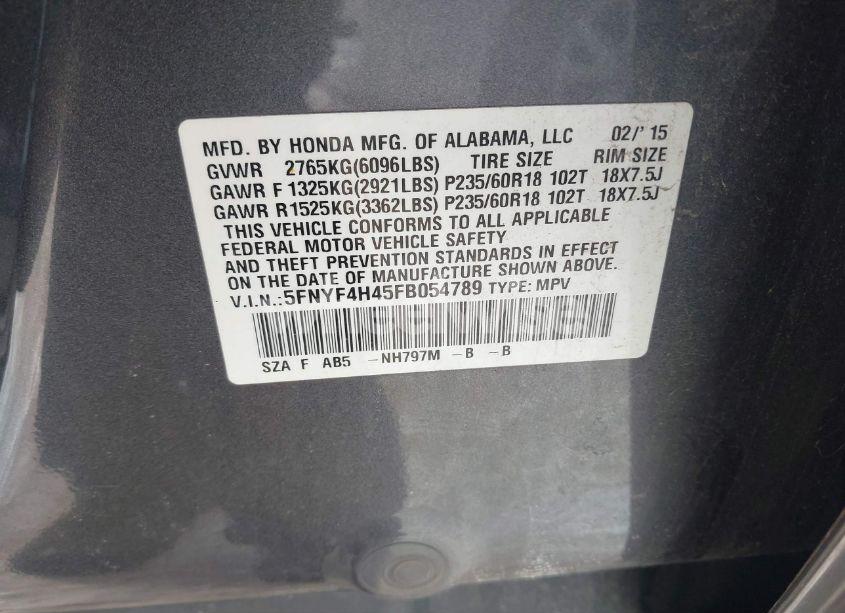 MFD. BY HONDA MFG. OF ALABAMA, LLC 02/'15
GVWR 2765KG(6096LBS) TIRE SIZE RIM SIZE
GAWR F 1325KG(2921LBS) P235/60R18 102T 18X7.5J
GAWR R1525KG(3362LBS) P235/60R18 102T 18X7.5J
THIS VEHICLE CONFORMS TO ALL APPLICABLE
FEDERAL MOTOR VEHICLE SAFETY
AND THEFT PREVENTION STANDARDS IN EFFECT
ON THE DATE OF MANUFACTURE SHOWN ABOVE.
V.I.N.:5FNYF4H45FB054789 TYPE: MPV
SZA F AB5 -NH797M -B -B